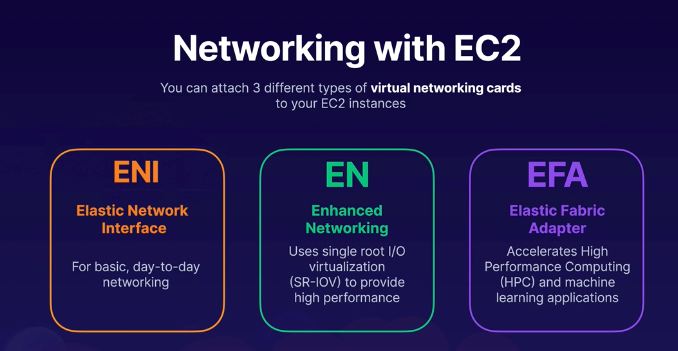 Networking with EC2
You can attach 3 different types of virtual networking cards
to your EC2 instances
ENI
Elastic Network
Interface
For basic, day-to-day
networking
EN
Enhanced
Networking
Uses single root I/O
virtualization
(SR-IOV) to provide
high performance
EFA
Elastic Fabric
Adapter
Accelerates High
Performance Computing
(HPC) and machine
learning applications